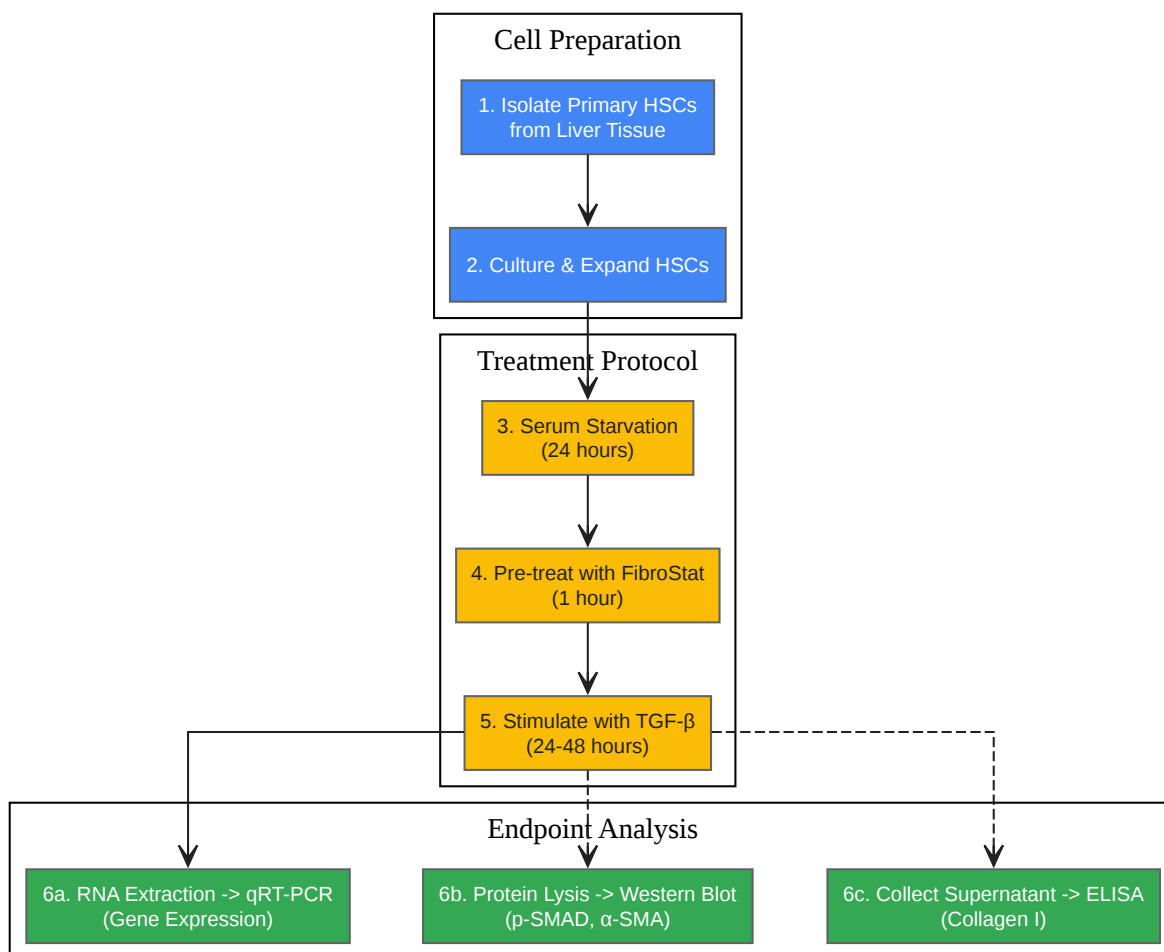 Cell Preparation
1. Isolate Primary HSCs
from Liver Tissue
2. Culture & Expand HSCs
Treatment Protocol
3. Serum Starvation
(24 hours)
4. Pre-treat with FibroStat
(1 hour)
5. Stimulate with TGF-β
(24-48 hours)
Endpoint Analysis
6a. RNA Extraction -> qRT-PCR
(Gene Expression)
6b. Protein Lysis -> Western Blot
(p-SMAD, α-SMA)
6c. Collect Supernatant -> ELISA
(Collagen I)